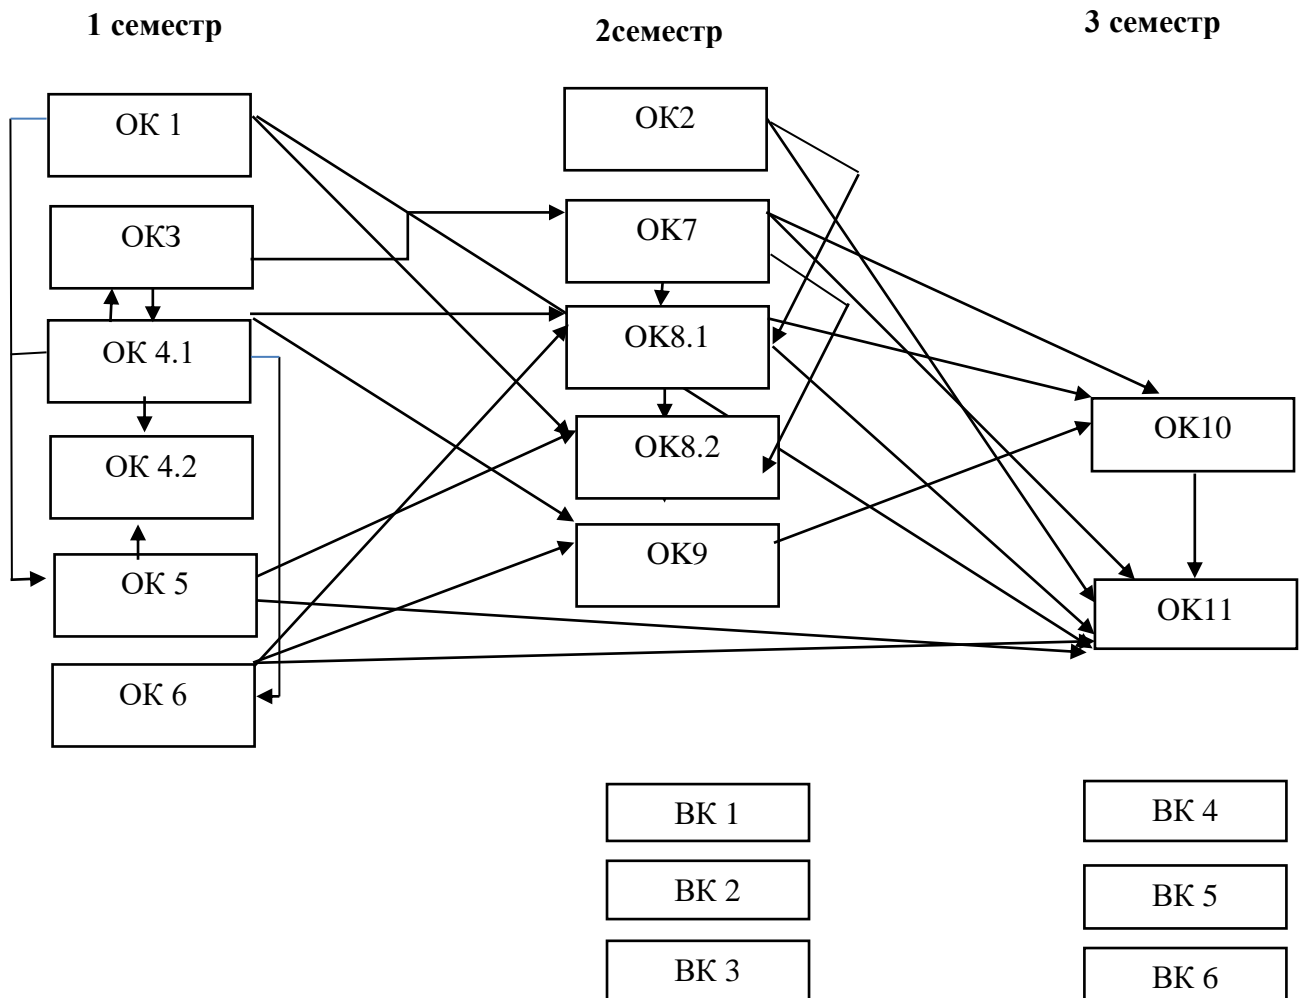 1 семестр
2семестр
3 семестр
ОК 1
ОК2
ОК3
ОК7
ОК 4.1
ОК8.1
ОК10
ОК 4.2
ОК8.2
ОК 5
ОК9
ОК11
ОК 6
ВК 1
ВК 4
ВК 2
ВК 5
ВК 3
ВК 6